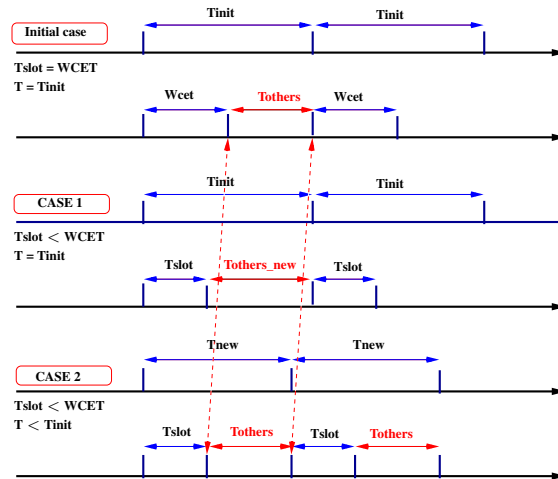 Tinit Tinit
Initial case
Tslot = WCET
T = Tinit
Wcet Tothers Wcet
Tinit Tinit
CASE 1
Tslot < WCET
T = Tinit
Tslot Tothers_new Tslot
Tnew Tnew
CASE 2
Tslot < WCET
T < Tinit
Tslot Tothers Tslot Tothers